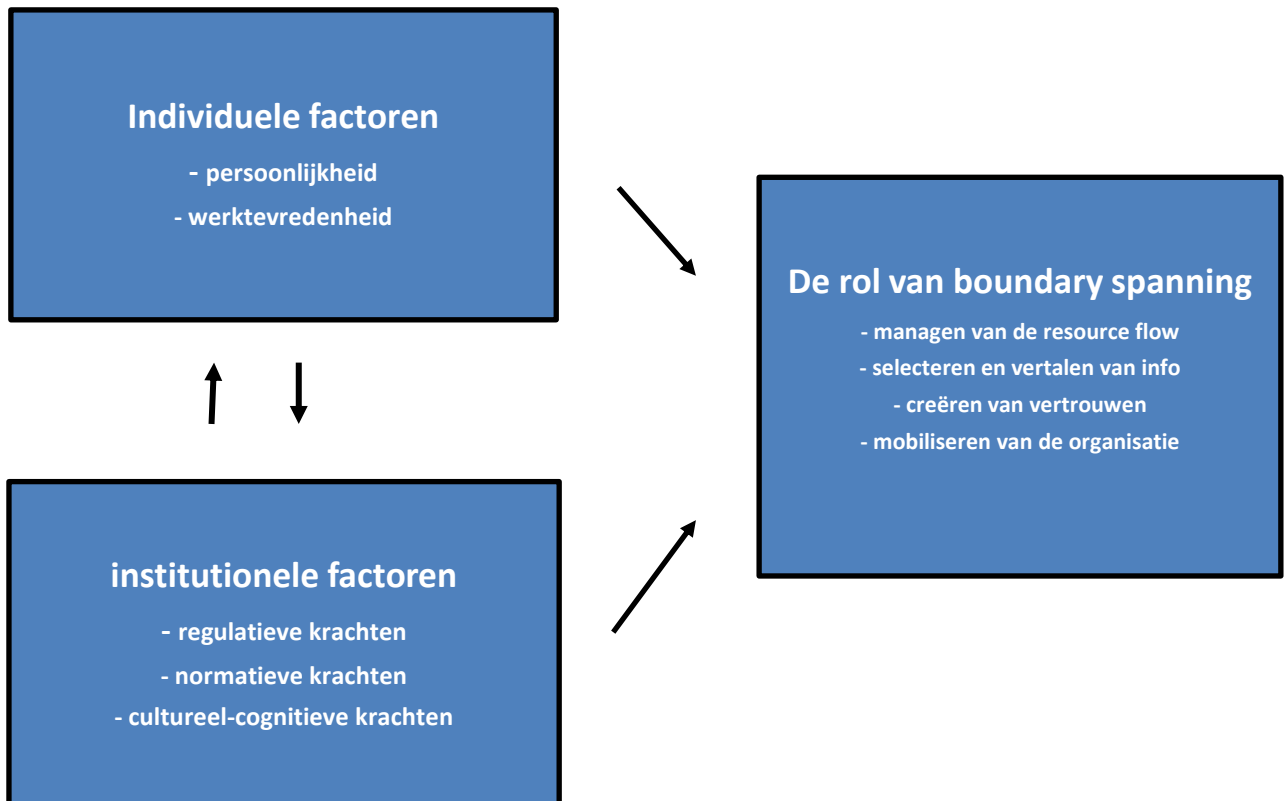 Individuele factoren
- persoonlijkheid
- werktevredenheid
De rol van boundary spanning
- managen van de resource flow
- selecteren en vertalen van info
- creëren van vertrouwen
- mobiliseren van de organisatie
institutionele factoren
- regulatieve krachten
- normatieve krachten
- cultureel-cognitieve krachten